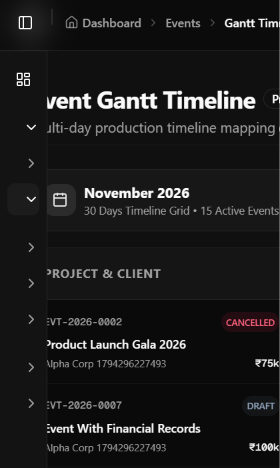 Dashboard > Events > Gantt Tim
vent Gantt Timeline
ulti-day production timeline mapping
November 2026
30 Days Timeline Grid • 15 Active Events
PROJECT & CLIENT
EVT-2026-0002 CANCELLED
Product Launch Gala 2026
Alpha Corp 1794296227493 ₹75k
EVT-2026-0007 DRAFT
Event With Financial Records
Alpha Corp 1794296227493 ₹100k